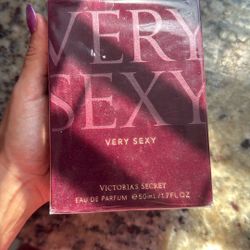 VERY
SEXY
VERY SEXY
VICTORIA'S SECRET
EAU DE PARFUM ℮ 50 mL / 1.7 FL OZ